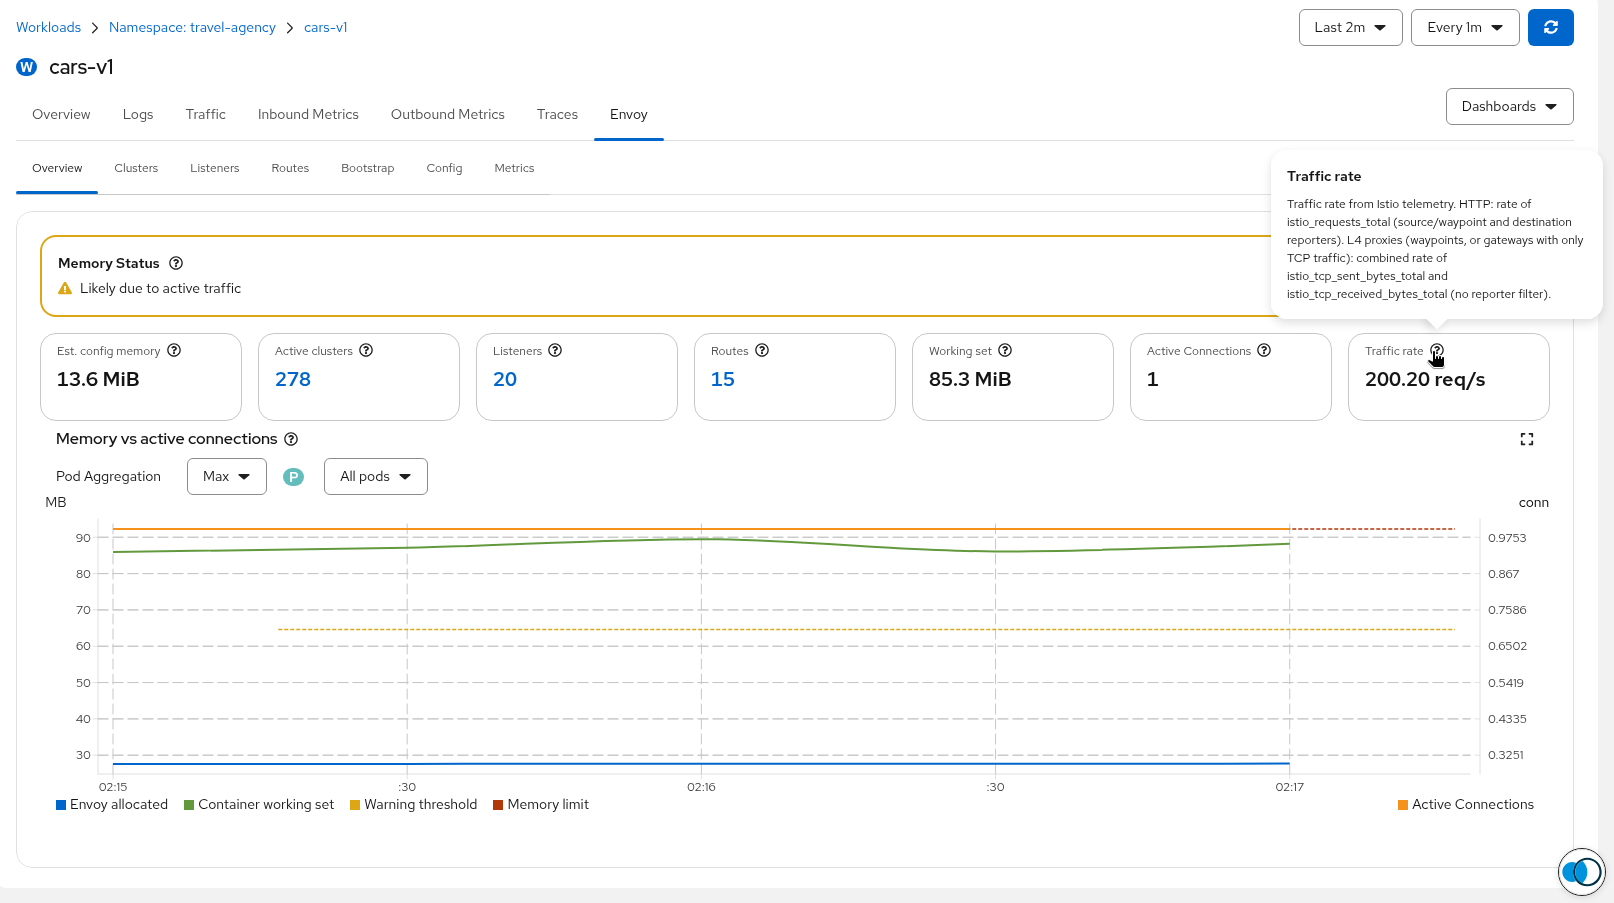 Workloads > Namespace: travel-agency > cars-v1
Last 2m
Every 1m
W cars-v1
Overview Logs Traffic Inbound Metrics Outbound Metrics Traces Envoy
Dashboards
Overview Clusters Listeners Routes Bootstrap Config Metrics
Traffic rate
Traffic rate from Istio telemetry. HTTP: rate of
istio_requests_total (source/waypoint and destination
reporters). L4 proxies (waypoints, or gateways with only
TCP traffic): combined rate of
istio_tcp_sent_bytes_total and
istio_tcp_received_bytes_total (no reporter filter).
Memory Status
Likely due to active traffic
Est. config memory
13.6 MiB
Active clusters
278
Listeners
20
Routes
15
Working set
85.3 MiB
Active Connections
1
Traffic rate
200.20 req/s
Memory vs active connections
Pod Aggregation Max P All pods
MB conn
90 0.9753
80 0.867
70 0.7586
60 0.6502
50 0.5419
40 0.4335
30 0.3251
02:15 :30 02:16 :30 02:17
Envoy allocated Container working set Warning threshold Memory limit Active Connections